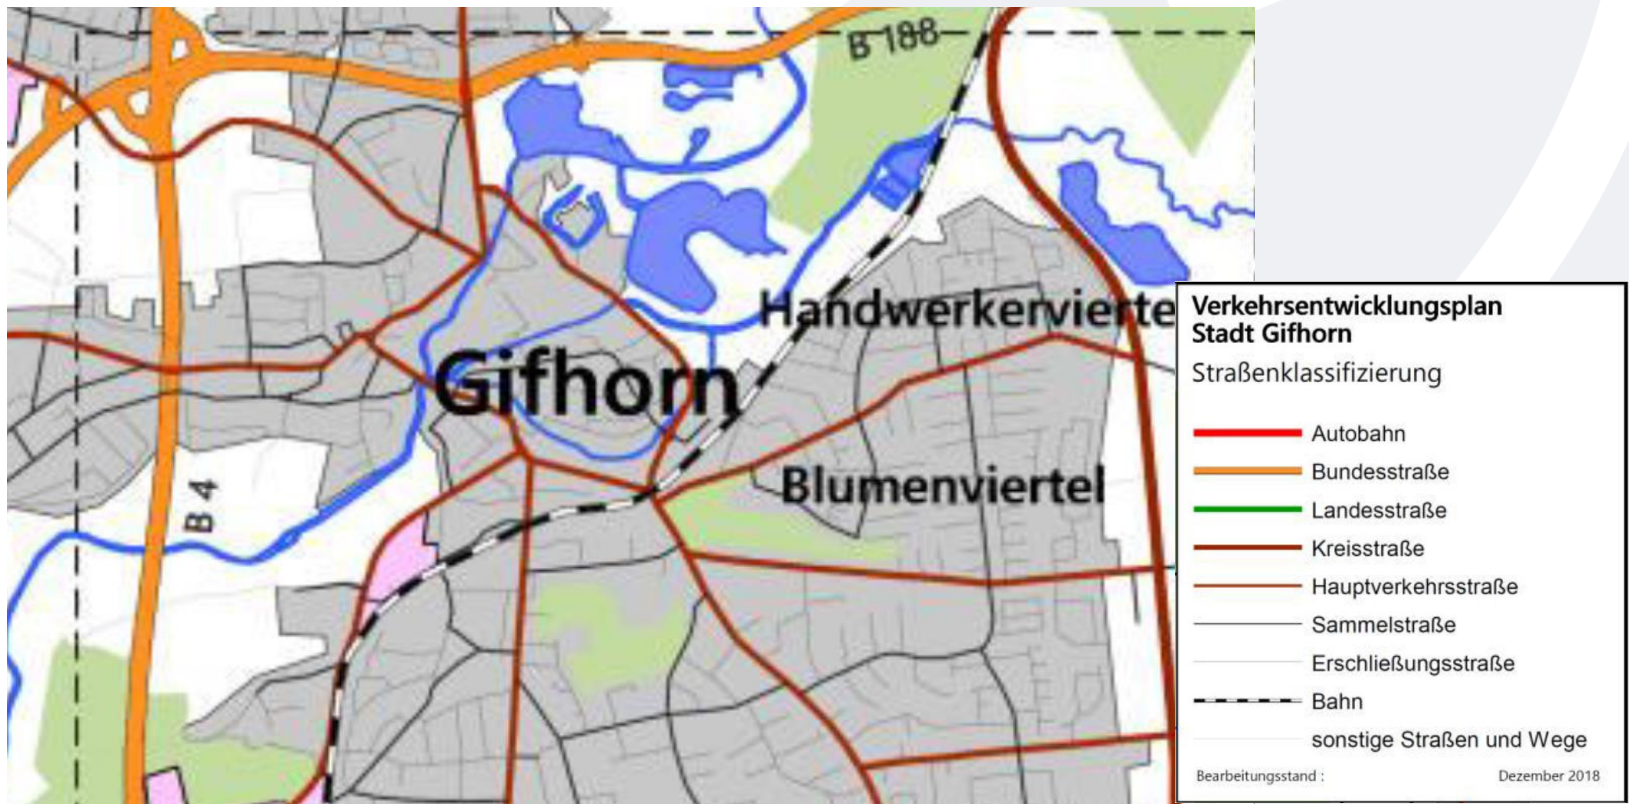 B 188
Handwerkervierte
Gifhorn
Blumenviertel
B 4
Verkehrsentwicklungsplan
Stadt Gifhorn
Straßenklassifizierung
Autobahn
Bundesstraße
Landesstraße
Kreisstraße
Hauptverkehrsstraße
Sammelstraße
Erschließungsstraße
Bahn
sonstige Straßen und Wege
Bearbeitungsstand : Dezember 2018